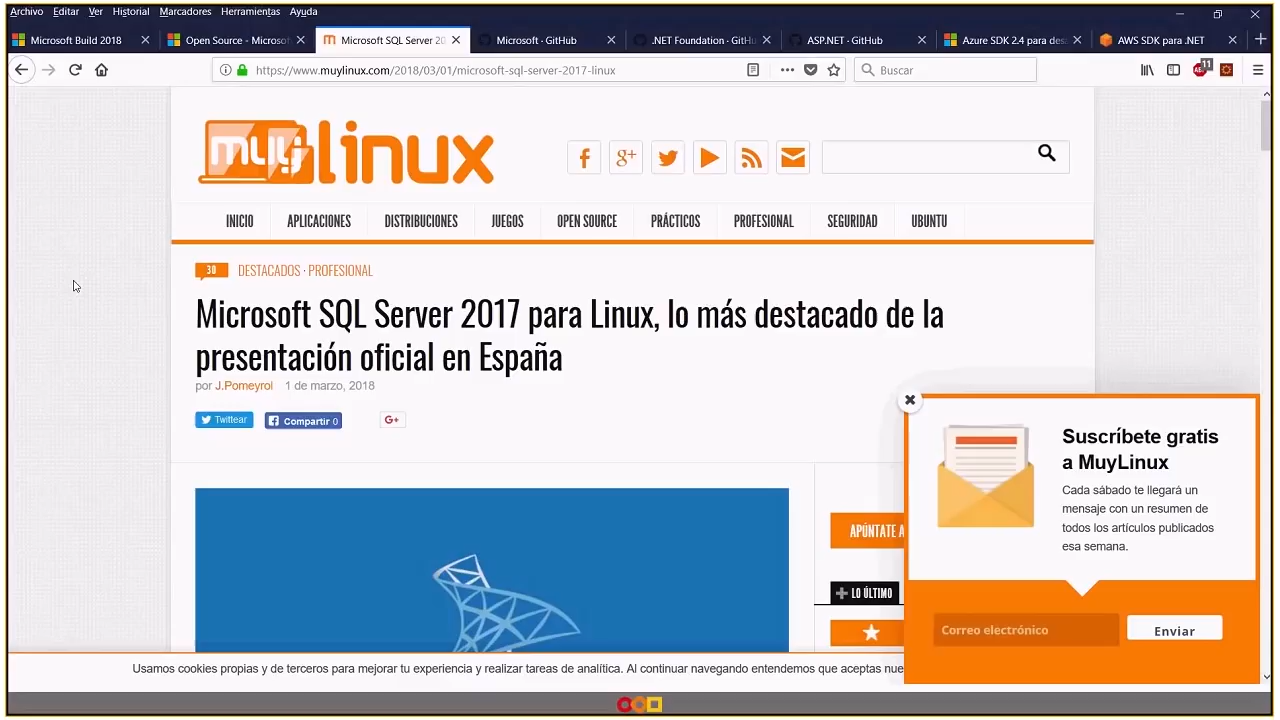 Archivo Editar Ver Historial Marcadores Herramientas Ayuda
Microsoft Build 2018
Open Source - Microsof
Microsoft SQL Server 20
Microsoft · GitHub
.NET Foundation · GitHu
ASP.NET · GitHub
Azure SDK 2.4 para des
AWS SDK para .NET
https://www.muylinux.com/2018/03/01/microsoft-sql-server-2017-linux
Buscar
11
muylinux
INICIO APLICACIONES DISTRIBUCIONES JUEGOS OPEN SOURCE PRÁCTICOS PROFESIONAL SEGURIDAD UBUNTU
30 DESTACADOS · PROFESIONAL
Microsoft SQL Server 2017 para Linux, lo más destacado de la
presentación oficial en España
por J.Pomeyrol 1 de marzo, 2018
Twittear
Compartir 0
G+
APÚNTATE A
LO ÚLTIMO
Suscríbete gratis
a MuyLinux
Cada sábado te llegará un
mensaje con un resumen de
todos los artículos publicados
esa semana.
Correo electrónico
Enviar
Usamos cookies propias y de terceros para mejorar tu experiencia y realizar tareas de analítica. Al continuar navegando entendemos que aceptas nue